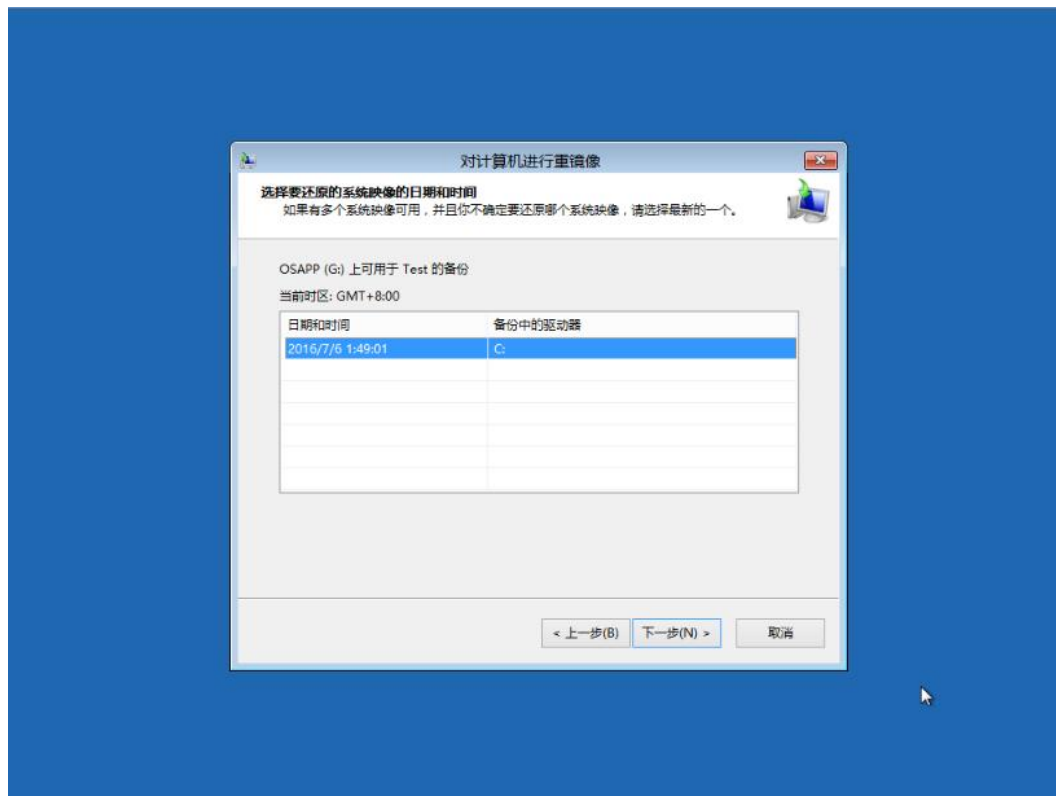 对计算机进行重镜像
选择要还原的系统映像的日期和时间
如果有多个系统映像可用，并且你不确定要还原哪个系统映像，请选择最新的一个。
OSAPP (G:) 上可用于 Test 的备份
当前时区: GMT+8:00
日期和时间 备份中的驱动器
2016/7/6 1:49:01 C:
< 上一步(B) 下一步(N) > 取消